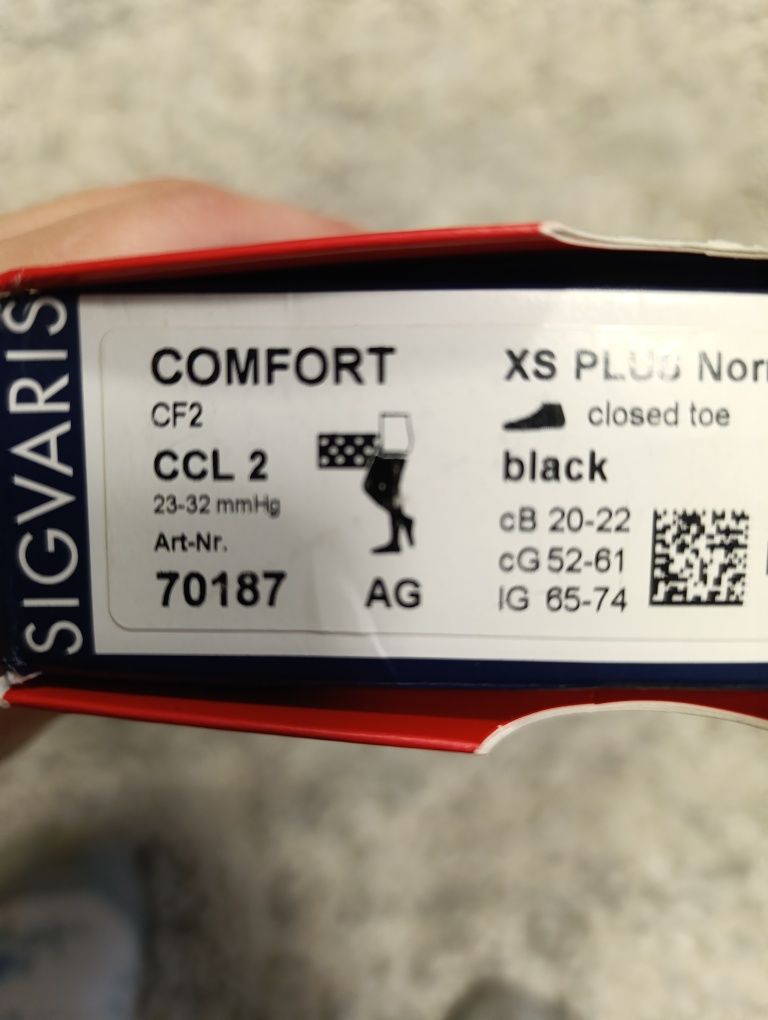 SIGVARIS
COMFORT
CF2
CCL 2
23-32 mmHg
Art-Nr.
70187
AG
XS PLUS Nor
closed toe
black
cB 20-22
cG 52-61
lG 65-74